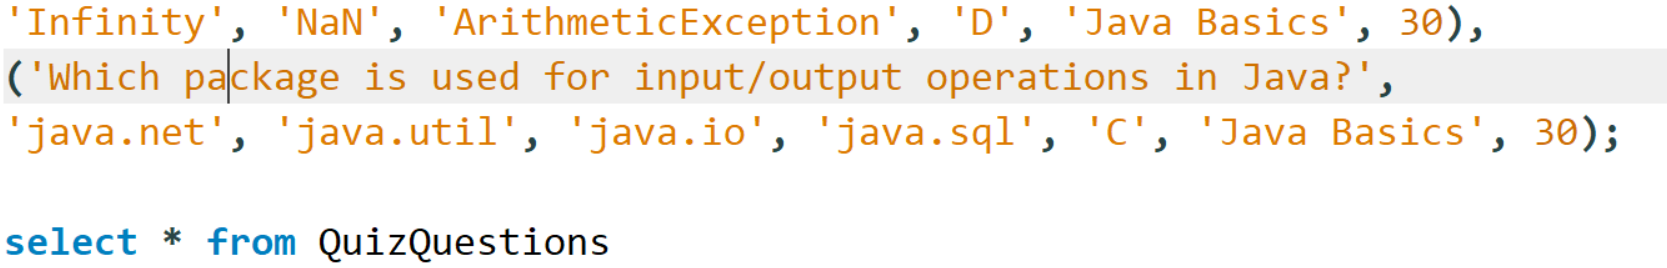 'Infinity', 'NaN', 'ArithmeticException', 'D', 'Java Basics', 30),
('Which package is used for input/output operations in Java?',
'java.net', 'java.util', 'java.io', 'java.sql', 'C', 'Java Basics', 30);
select * from QuizQuestions